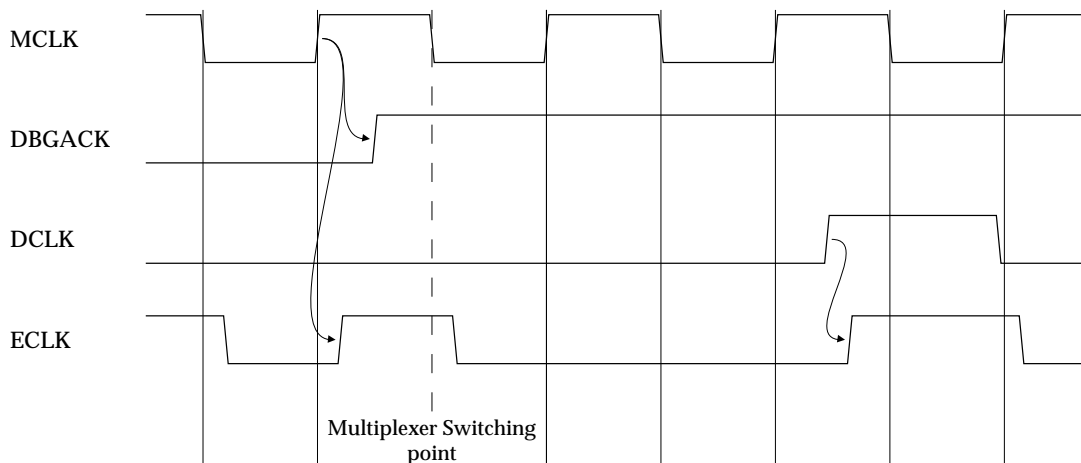 MCLK
DBGACK
DCLK
ECLK
Multiplexer Switching
point